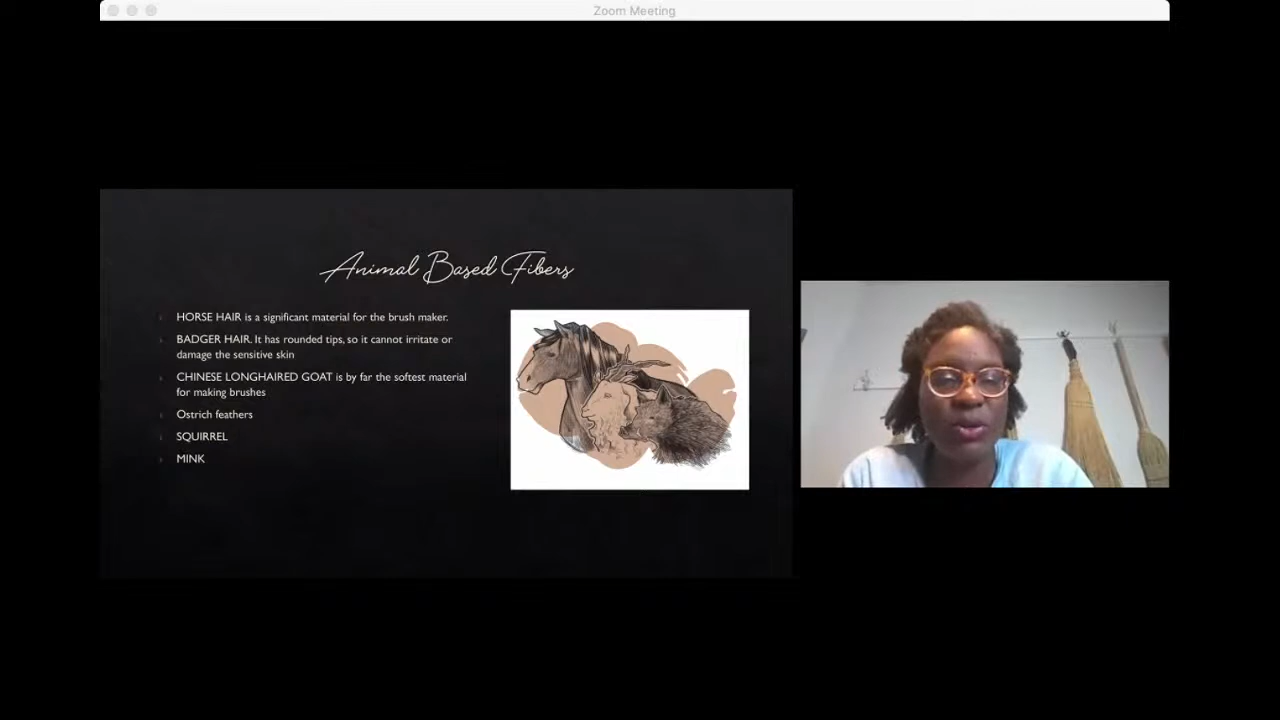 Zoom Meeting
Animal Based Fibers
HORSE HAIR is a significant material for the brush maker.
BADGER HAIR. It has rounded tips, so it cannot irritate or
damage the sensitive skin
CHINESE LONGHAIRED GOAT is by far the softest material
for making brushes
Ostrich feathers
SQUIRREL
MINK